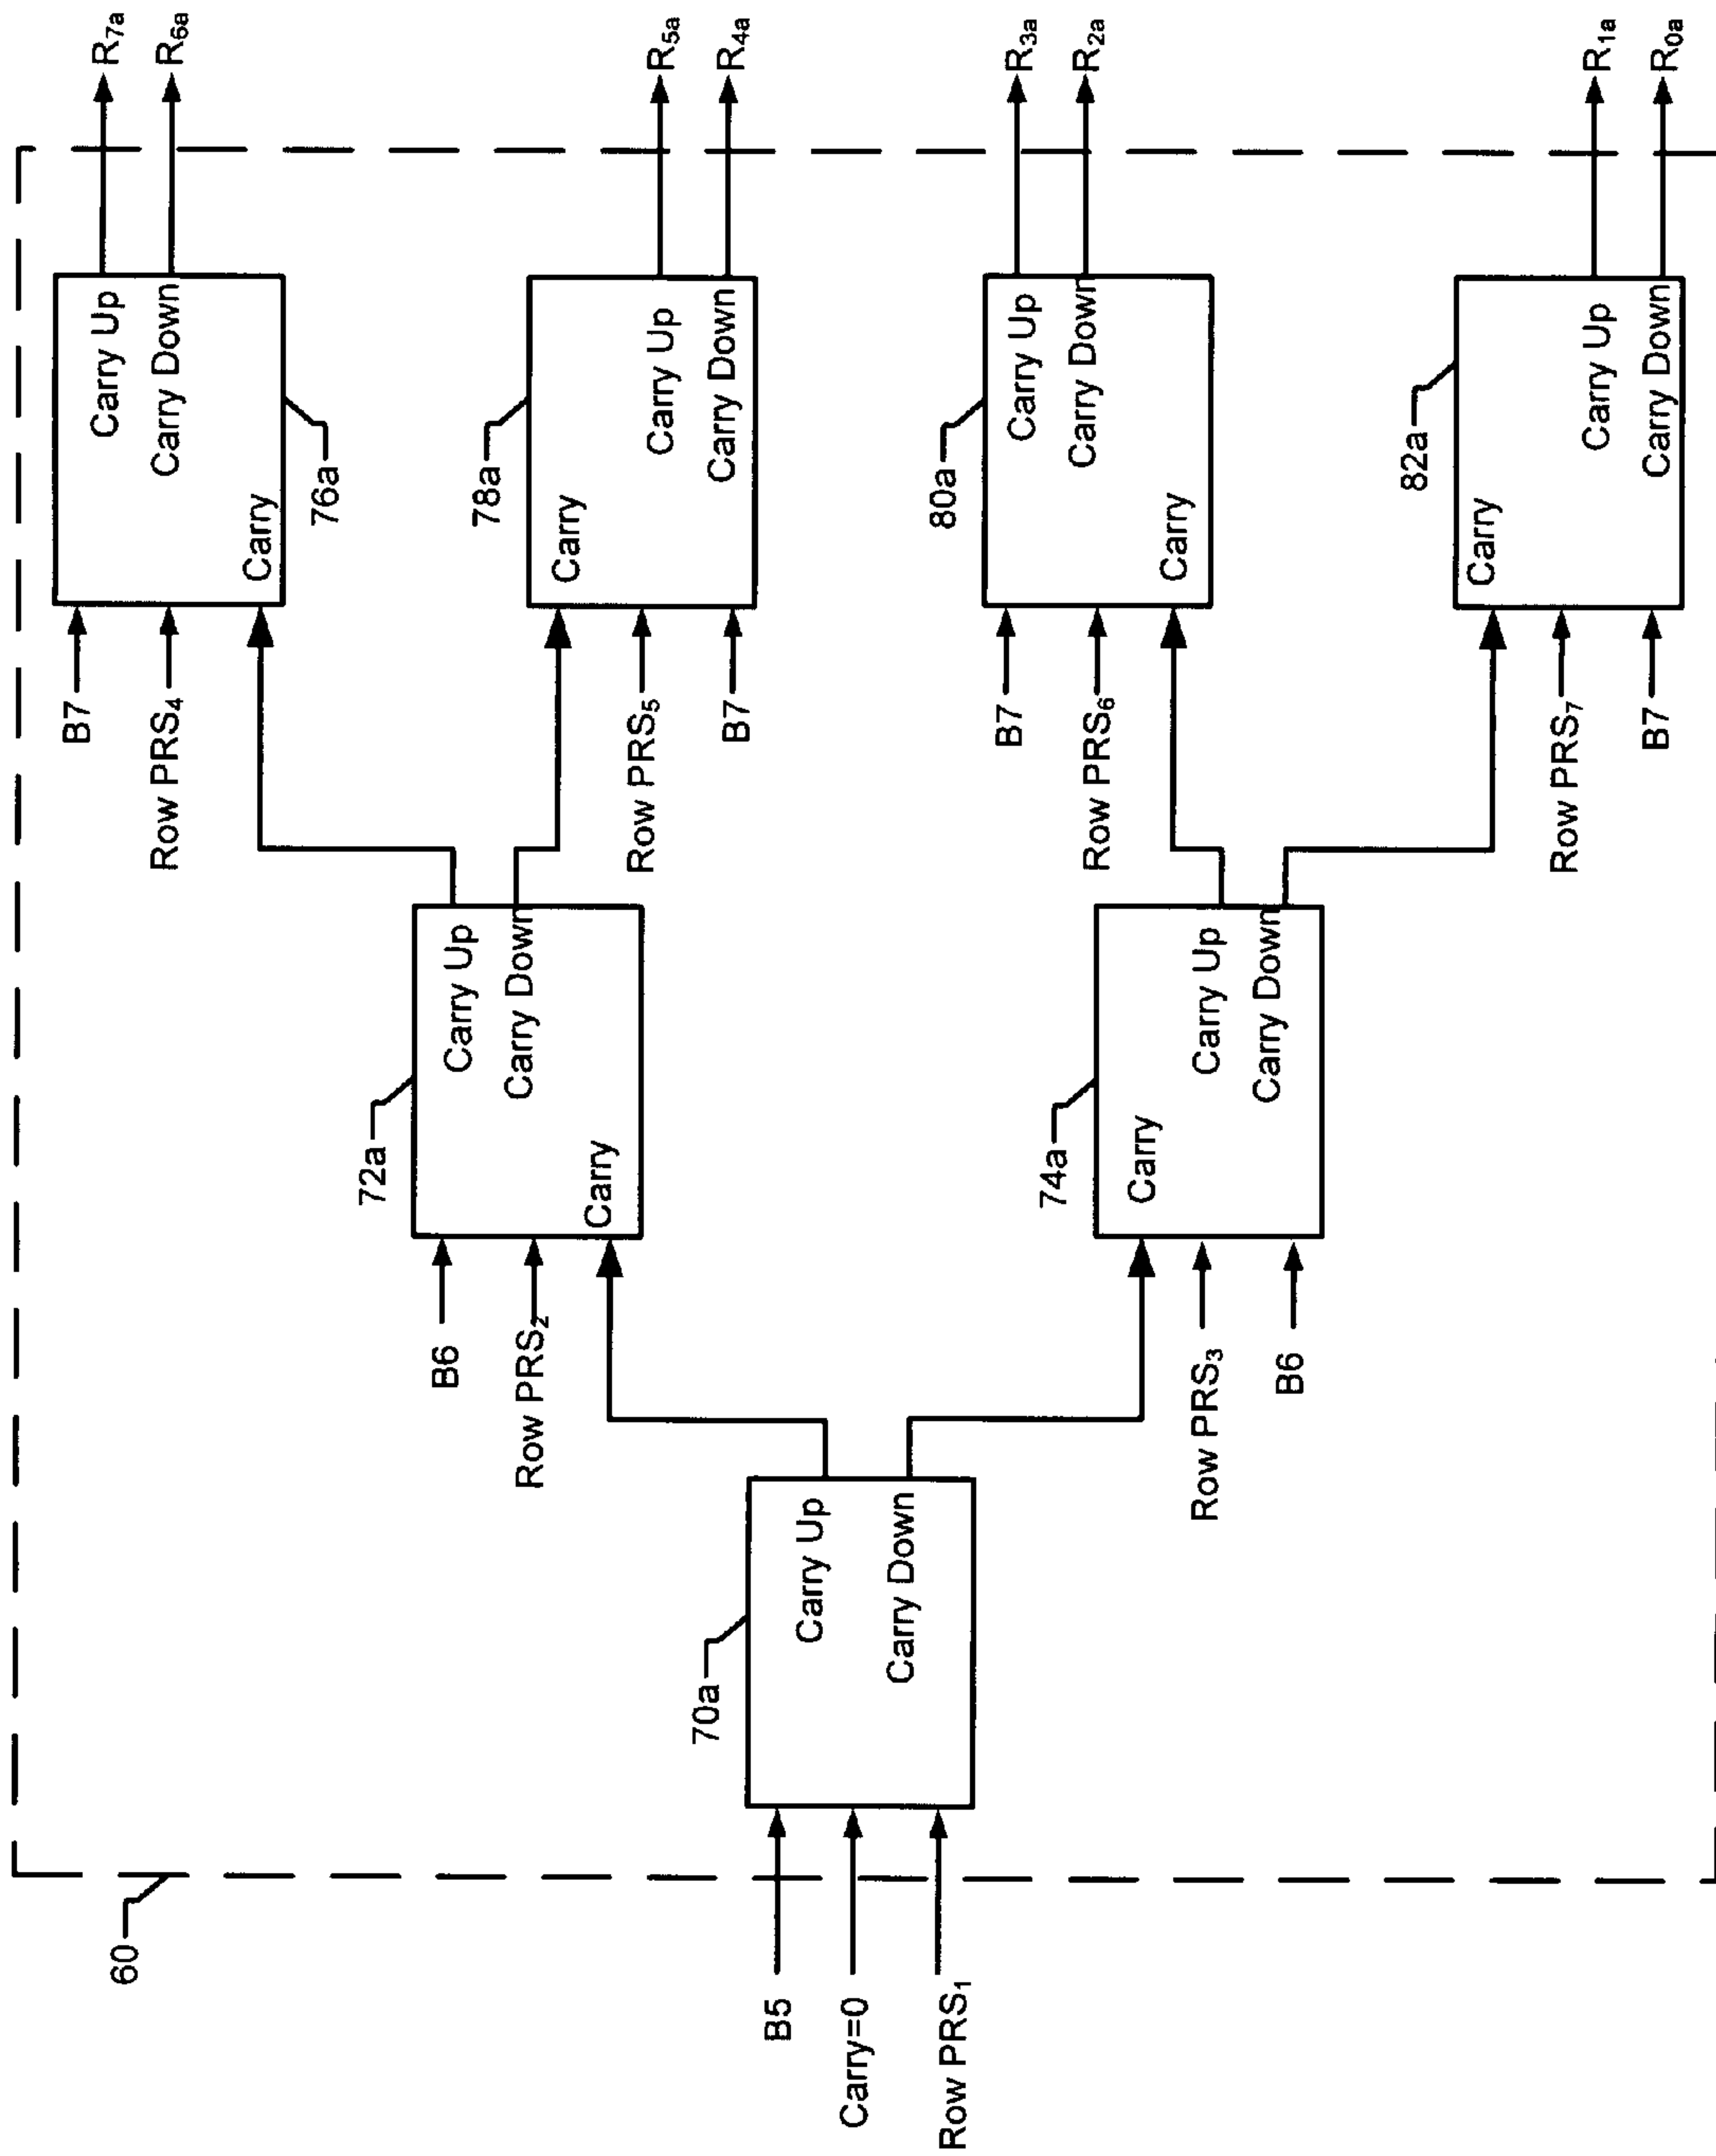 60
B5
Carry=0
Row PRS1
70a
Carry Up
Carry Down
B6
Row PRS2
72a
Carry
Carry Up
Carry Down
Row PRS3
B6
74a
Carry
Carry Up
Carry Down
B7
Row PRS4
76a
Carry
Carry Up
Carry Down
R7a
R6a
Row PRS5
B7
78a
Carry
Carry Up
Carry Down
R5a
R4a
B7
Row PRS6
80a
Carry
Carry Up
Carry Down
R3a
R2a
Row PRS7
B7
82a
Carry
Carry Up
Carry Down
R1a
R0a